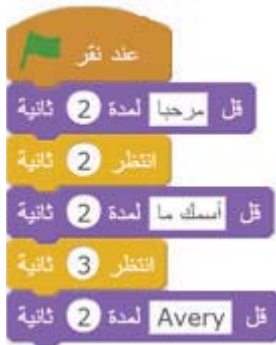 عند نقر
قل مرحبا لمدة 2 ثانية
انتظر 2 ثانية
قل أسمك ما لمدة 2 ثانية
انتظر 3 ثانية
قل Avery لمدة 2 ثانية